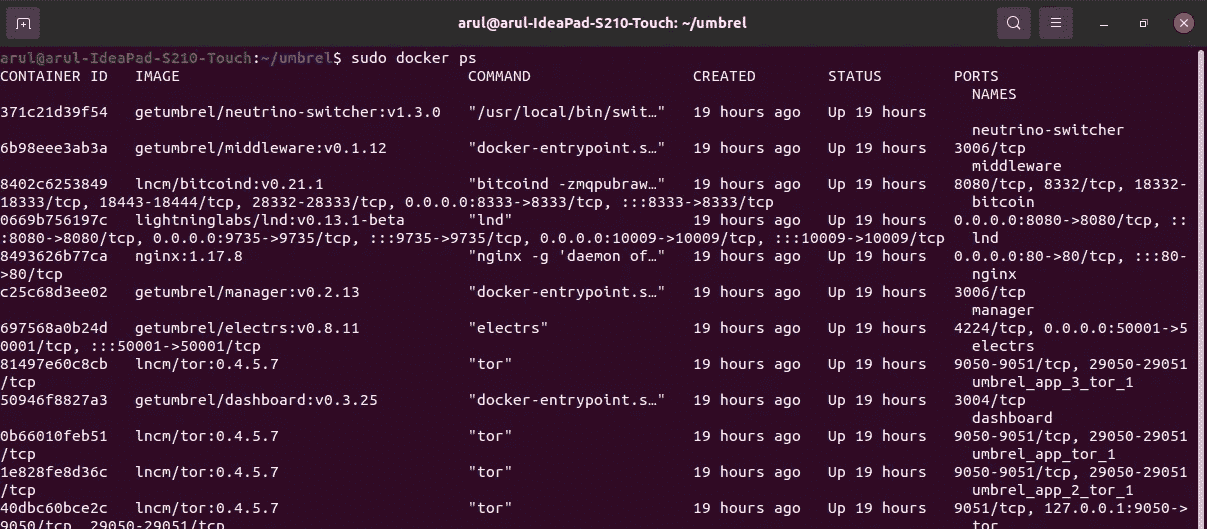 arul@arul-IdeaPad-S210-Touch: ~/umbrel
arul@arul-IdeaPad-S210-Touch:~/umbrel$ sudo docker ps
CONTAINER ID   IMAGE                                COMMAND                  CREATED        STATUS        PORTS
NAMES
371c21d39f54   getumbrel/neutrino-switcher:v1.3.0   "/usr/local/bin/swit…"   19 hours ago   Up 19 hours
neutrino-switcher
6b98eee3ab3a   getumbrel/middleware:v0.1.12         "docker-entrypoint.s…"   19 hours ago   Up 19 hours   3006/tcp
middleware
8402c6253849   lncm/bitcoind:v0.21.1                "bitcoind -zmqpubraw…"   19 hours ago   Up 19 hours   8080/tcp, 8332/tcp, 18332-
18333/tcp, 18443-18444/tcp, 28332-28333/tcp, 0.0.0.0:8333->8333/tcp, :::8333->8333/tcp   bitcoin
0669b756197c   lightninglabs/lnd:v0.13.1-beta       "lnd"                    19 hours ago   Up 19 hours   0.0.0.0:8080->8080/tcp, ::
:8080->8080/tcp, 0.0.0.0:9735->9735/tcp, :::9735->9735/tcp, 0.0.0.0:10009->10009/tcp, :::10009->10009/tcp   lnd
8493626b77ca   nginx:1.17.8                         "nginx -g 'daemon of…"   19 hours ago   Up 19 hours   0.0.0.0:80->80/tcp, :::80-
>80/tcp   nginx
c25c68d3ee02   getumbrel/manager:v0.2.13            "docker-entrypoint.s…"   19 hours ago   Up 19 hours   3006/tcp
manager
697568a0b24d   getumbrel/electrs:v0.8.11            "electrs"                19 hours ago   Up 19 hours   4224/tcp, 0.0.0.0:50001->5
0001/tcp, :::50001->50001/tcp   electrs
81497e60c8cb   lncm/tor:0.4.5.7                     "tor"                    19 hours ago   Up 19 hours   9050-9051/tcp, 29050-29051
/tcp   umbrel_app_3_tor_1
50946f8827a3   getumbrel/dashboard:v0.3.25          "docker-entrypoint.s…"   19 hours ago   Up 19 hours   3004/tcp
dashboard
0b66010feb51   lncm/tor:0.4.5.7                     "tor"                    19 hours ago   Up 19 hours   9050-9051/tcp, 29050-29051
/tcp   umbrel_app_tor_1
1e828fe8d36c   lncm/tor:0.4.5.7                     "tor"                    19 hours ago   Up 19 hours   9050-9051/tcp, 29050-29051
/tcp   umbrel_app_2_tor_1
40dbc60bce2c   lncm/tor:0.4.5.7                     "tor"                    19 hours ago   Up 19 hours   9051/tcp, 127.0.0.1:9050->
9050/tcp, 29050-29051/tcp   tor